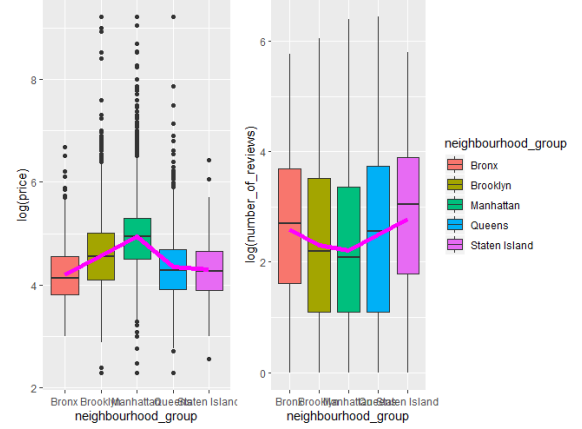 log(price)
8
6
4
2
Bronx Brooklyn Manhattan Queens Staten Island
neighbourhood_group
log(number_of_reviews)
6
4
2
0
Bronx Brooklyn Manhattan Queens Staten Island
neighbourhood_group
neighbourhood_group
Bronx
Brooklyn
Manhattan
Queens
Staten Island